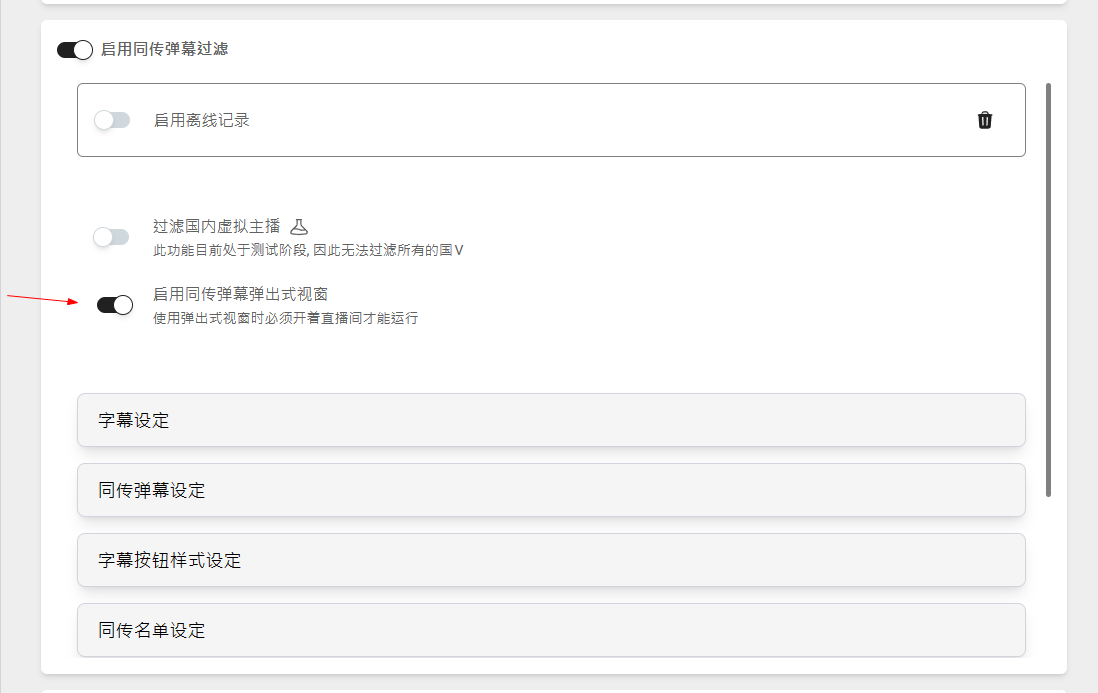 启用同传弹幕过滤
启用离线记录
过滤国内虚拟主播
此功能目前处于测试阶段, 因此无法过滤所有的国V
启用同传弹幕弹出式视窗
使用弹出式视窗时必须开着直播间才能运行
字幕设定
同传弹幕设定
字幕按钮样式设定
同传名单设定